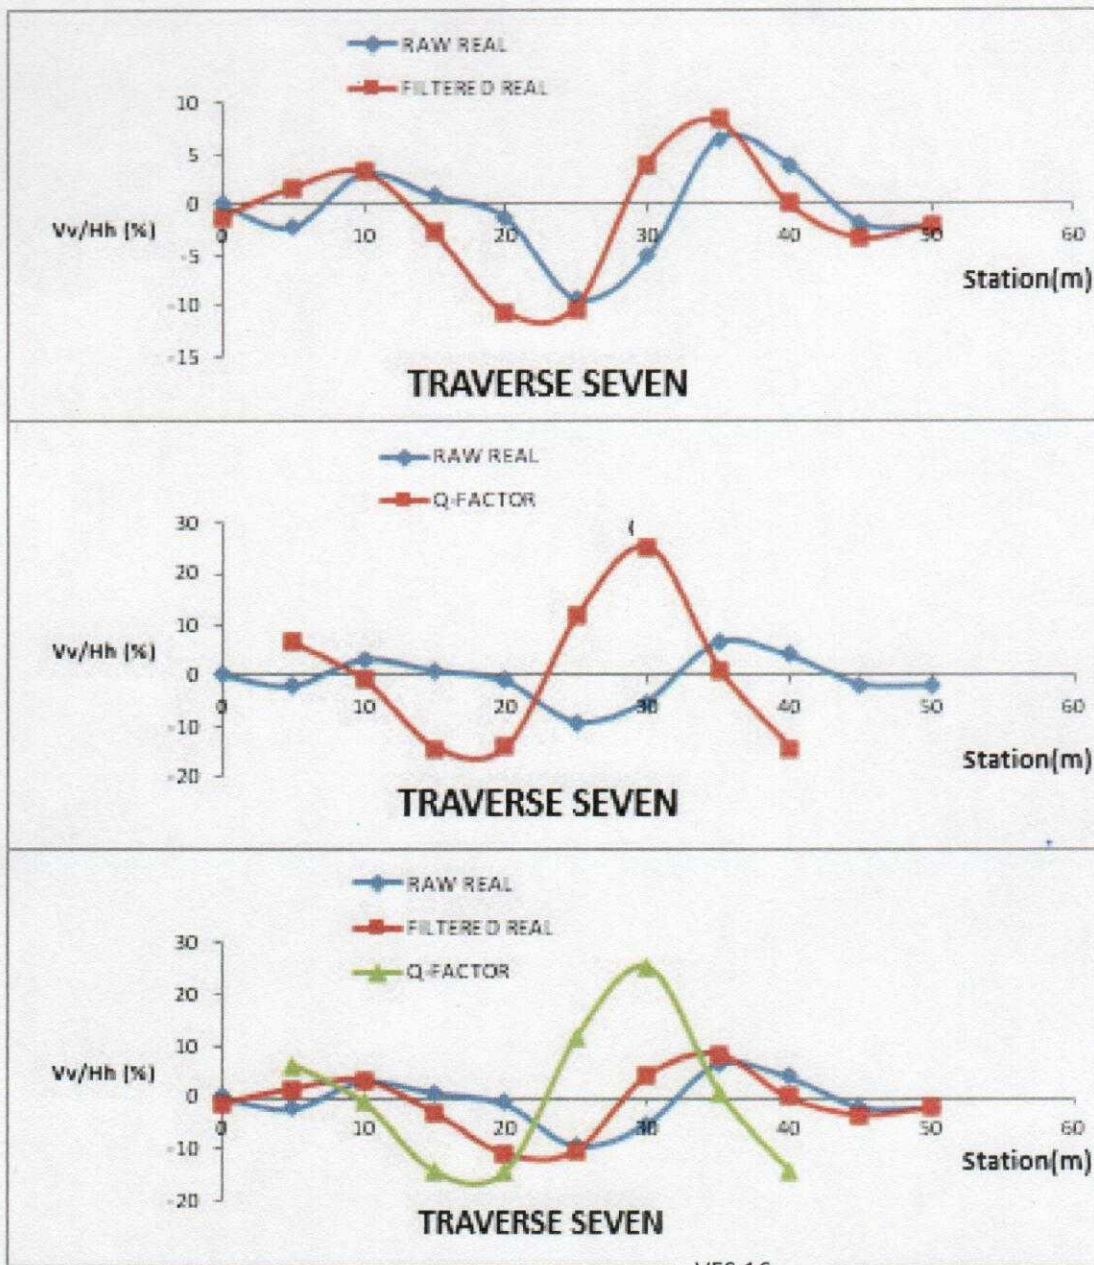 RAW REAL
FILTERED REAL
10
5
0
-5
-10
-15
Vv/Hh (%)
0 10 20 30 40 50 60
Station(m)
TRAVERSE SEVEN
RAW REAL
Q-FACTOR
30
20
10
0
-10
-20
Vv/Hh (%)
0 10 20 30 40 50 60
Station(m)
TRAVERSE SEVEN
RAW REAL
FILTERED REAL
Q-FACTOR
30
20
10
0
-10
-20
Vv/Hh (%)
0 10 20 30 40 50 60
Station(m)
TRAVERSE SEVEN